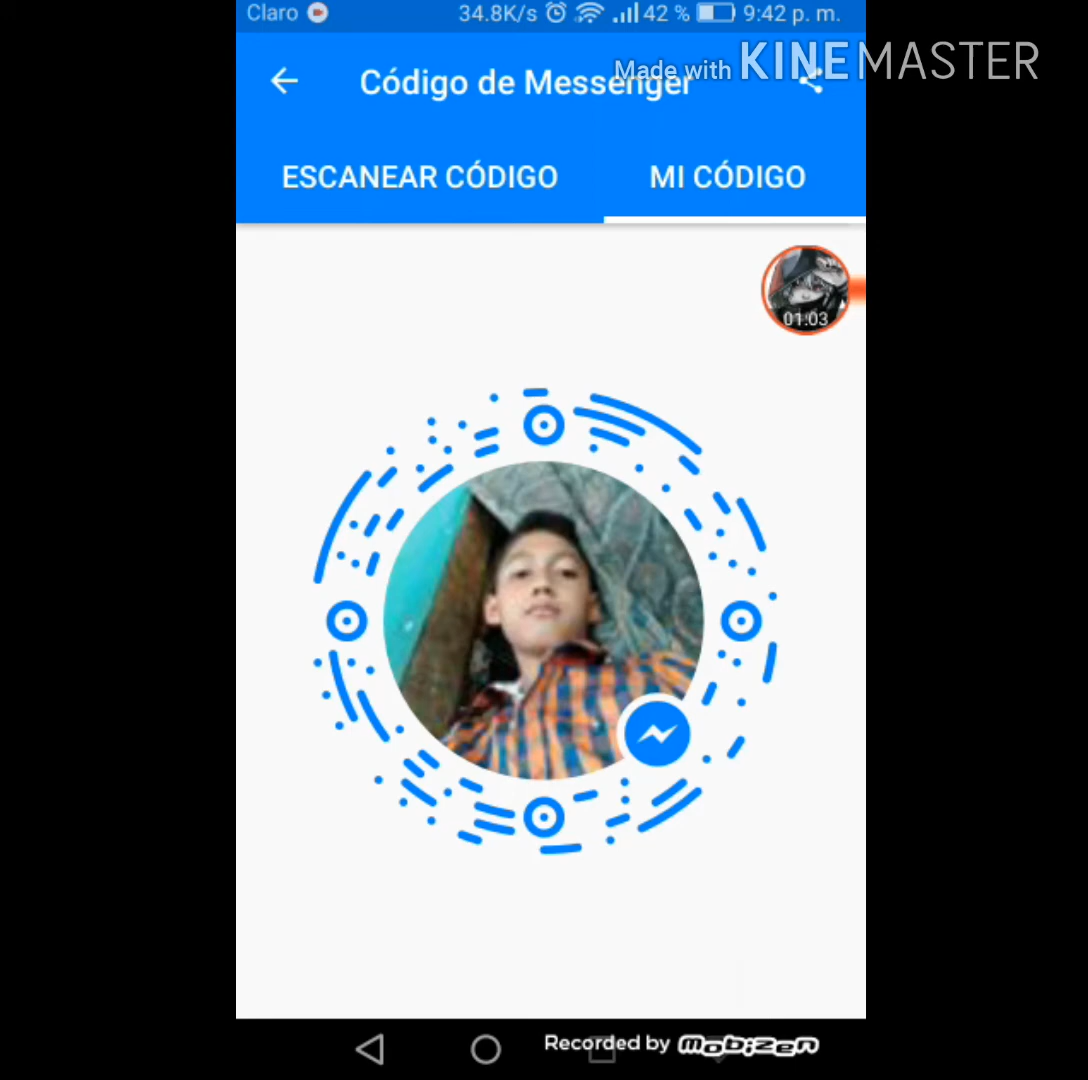 Claro 34.8K/s 42 % 9:42 p. m.
Made with KINEMASTER
Código de Messenger
ESCANEAR CÓDIGO MI CÓDIGO
01:03
Recorded by mobizen